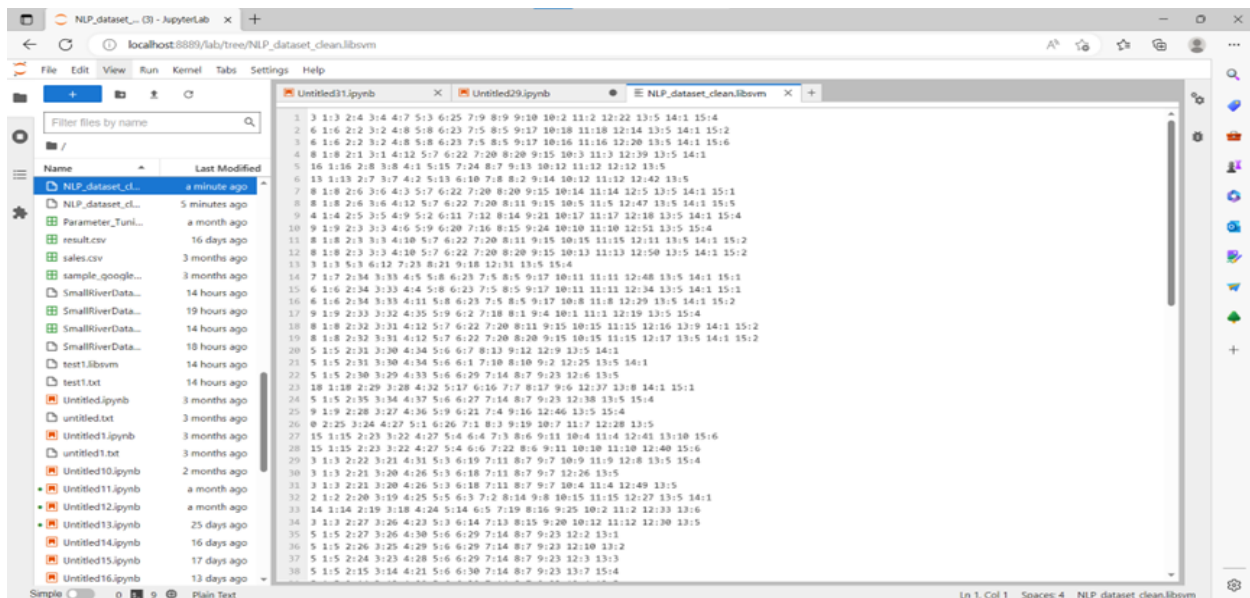 NLP_dataset_... (3) - JupyterLab
localhost:8889/lab/tree/NLP_dataset_clean.libsvm
File Edit View Run Kernel Tabs Settings Help
Untitled31.ipynb
Untitled29.ipynb
NLP_dataset_clean.libsvm
Filter files by name
/
Name Last Modified
NLP_dataset_cl... a minute ago
NLP_dataset_cl... 5 minutes ago
Parameter_Tuni... a month ago
result.csv 16 days ago
sales.csv 3 months ago
sample_google... 3 months ago
SmallRiverData... 14 hours ago
SmallRiverData... 19 hours ago
SmallRiverData... 14 hours ago
SmallRiverData... 18 hours ago
test1.libsvm 14 hours ago
test1.txt 14 hours ago
Untitled.ipynb 3 months ago
untitled.txt 3 months ago
Untitled1.ipynb 3 months ago
untitled1.txt 3 months ago
Untitled10.ipynb 2 months ago
Untitled11.ipynb a month ago
Untitled12.ipynb a month ago
Untitled13.ipynb 25 days ago
Untitled14.ipynb 16 days ago
Untitled15.ipynb 17 days ago
Untitled16.ipynb 13 days ago
1 3 1:3 2:4 3:4 4:7 5:3 6:25 7:9 8:9 9:10 10:2 11:2 12:22 13:5 14:1 15:4
2 6 1:6 2:2 3:2 4:8 5:8 6:23 7:5 8:5 9:17 10:18 11:18 12:14 13:5 14:1 15:2
3 6 1:6 2:2 3:2 4:8 5:8 6:23 7:5 8:5 9:17 10:16 11:16 12:20 13:5 14:1 15:6
4 8 1:8 2:1 3:1 4:12 5:7 6:22 7:20 8:20 9:15 10:3 11:3 12:39 13:5 14:1
5 16 1:16 2:8 3:8 4:1 5:15 7:24 8:7 9:13 10:12 11:12 12:12 13:5
6 13 1:13 2:7 3:7 4:2 5:13 6:10 7:8 8:2 9:14 10:12 11:12 12:42 13:5
7 8 1:8 2:6 3:6 4:3 5:7 6:22 7:20 8:20 9:15 10:14 11:14 12:5 13:5 14:1 15:1
8 8 1:8 2:6 3:6 4:12 5:7 6:22 7:20 8:11 9:15 10:5 11:5 12:47 13:5 14:1 15:5
9 4 1:4 2:5 3:5 4:9 5:2 6:11 7:12 8:14 9:21 10:17 11:17 12:18 13:5 14:1 15:4
10 9 1:9 2:3 3:3 4:6 5:9 6:20 7:16 8:15 9:24 10:10 11:10 12:51 13:5 15:4
11 8 1:8 2:3 3:3 4:10 5:7 6:22 7:20 8:11 9:15 10:15 11:15 12:11 13:5 14:1 15:2
12 8 1:8 2:3 3:3 4:10 5:7 6:22 7:20 8:20 9:15 10:13 11:13 12:50 13:5 14:1 15:2
13 3 1:3 5:3 6:12 7:23 8:21 9:18 12:31 13:5 15:4
14 7 1:7 2:34 3:33 4:5 5:8 6:23 7:5 8:5 9:17 10:11 11:11 12:48 13:5 14:1 15:1
15 6 1:6 2:34 3:33 4:4 5:8 6:23 7:5 8:5 9:17 10:11 11:11 12:34 13:5 14:1 15:1
16 6 1:6 2:34 3:33 4:11 5:8 6:23 7:5 8:5 9:17 10:8 11:8 12:29 13:5 14:1 15:2
17 9 1:9 2:33 3:32 4:35 5:9 6:2 7:18 8:1 9:4 10:1 11:1 12:19 13:5 15:4
18 8 1:8 2:32 3:31 4:12 5:7 6:22 7:20 8:11 9:15 10:15 11:15 12:16 13:9 14:1 15:2
19 8 1:8 2:32 3:31 4:12 5:7 6:22 7:20 8:20 9:15 10:15 11:15 12:17 13:5 14:1 15:2
20 5 1:5 2:31 3:30 4:34 5:6 6:7 8:13 9:12 12:9 13:5 14:1
21 5 1:5 2:31 3:30 4:34 5:6 6:1 7:10 8:10 9:2 12:25 13:5 14:1
22 5 1:5 2:30 3:29 4:33 5:6 6:29 7:14 8:7 9:23 12:6 13:5
23 18 1:18 2:29 3:28 4:32 5:17 6:16 7:7 8:17 9:6 12:37 13:8 14:1 15:1
24 5 1:5 2:35 3:34 4:37 5:6 6:27 7:14 8:7 9:23 12:38 13:5 15:4
25 9 1:9 2:28 3:27 4:36 5:9 6:21 7:4 9:16 12:46 13:5 15:4
26 0 2:25 3:24 4:27 5:1 6:26 7:1 8:3 9:19 10:7 11:7 12:28 13:5
27 15 1:15 2:23 3:22 4:27 5:4 6:4 7:3 8:6 9:11 10:4 11:4 12:41 13:10 15:6
28 15 1:15 2:23 3:22 4:27 5:4 6:6 7:22 8:6 9:11 10:10 11:10 12:40 15:6
29 3 1:3 2:22 3:21 4:31 5:3 6:19 7:11 8:7 9:7 10:9 11:9 12:8 13:5 15:4
30 3 1:3 2:21 3:20 4:26 5:3 6:18 7:11 8:7 9:7 12:26 13:5
31 3 1:3 2:21 3:20 4:26 5:3 6:18 7:11 8:7 9:7 10:4 11:4 12:49 13:5
32 2 1:2 2:20 3:19 4:25 5:5 6:3 7:2 8:14 9:8 10:15 11:15 12:27 13:5 14:1
33 14 1:14 2:19 3:18 4:24 5:14 6:5 7:19 8:16 9:25 10:2 11:2 12:33 13:6
34 3 1:3 2:27 3:26 4:23 5:3 6:14 7:13 8:15 9:20 10:12 11:12 12:30 13:5
35 5 1:5 2:27 3:26 4:30 5:6 6:29 7:14 8:7 9:23 12:2 13:1
36 5 1:5 2:26 3:25 4:29 5:6 6:29 7:14 8:7 9:23 12:10 13:2
37 5 1:5 2:24 3:23 4:28 5:6 6:29 7:14 8:7 9:23 12:3 13:3
38 5 1:5 2:15 3:14 4:21 5:6 6:30 7:14 8:7 9:23 13:7 15:4
Simple 0 9 Plain Text
Ln 1, Col 1 Spaces: 4 NLP_dataset_clean.libsvm